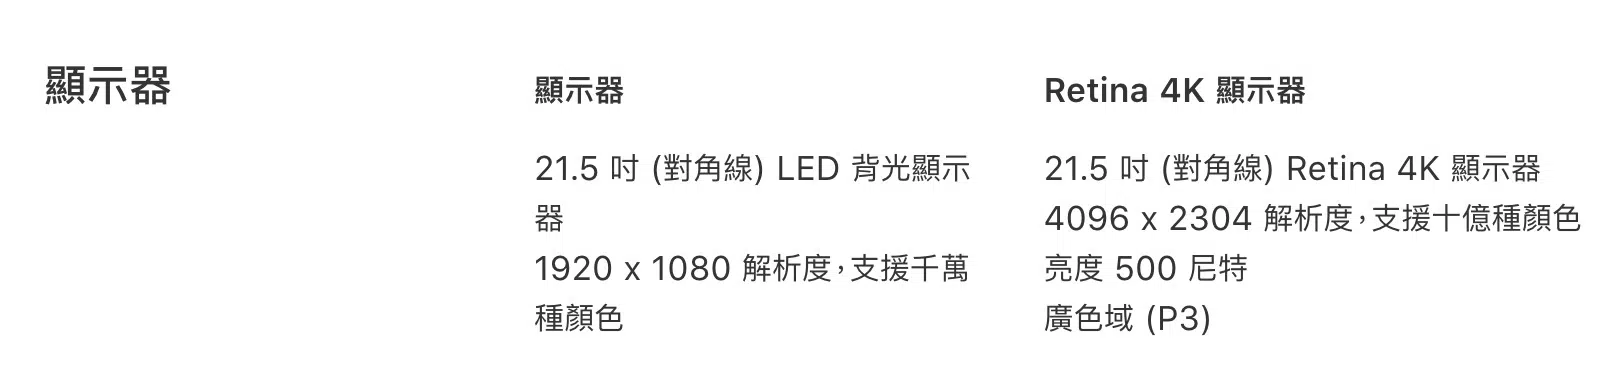 顯示器
顯示器
21.5 吋 (對角線) LED 背光顯示
器
1920 x 1080 解析度，支援千萬
種顏色
Retina 4K 顯示器
21.5 吋 (對角線) Retina 4K 顯示器
4096 x 2304 解析度，支援十億種顏色
亮度 500 尼特
廣色域 (P3)